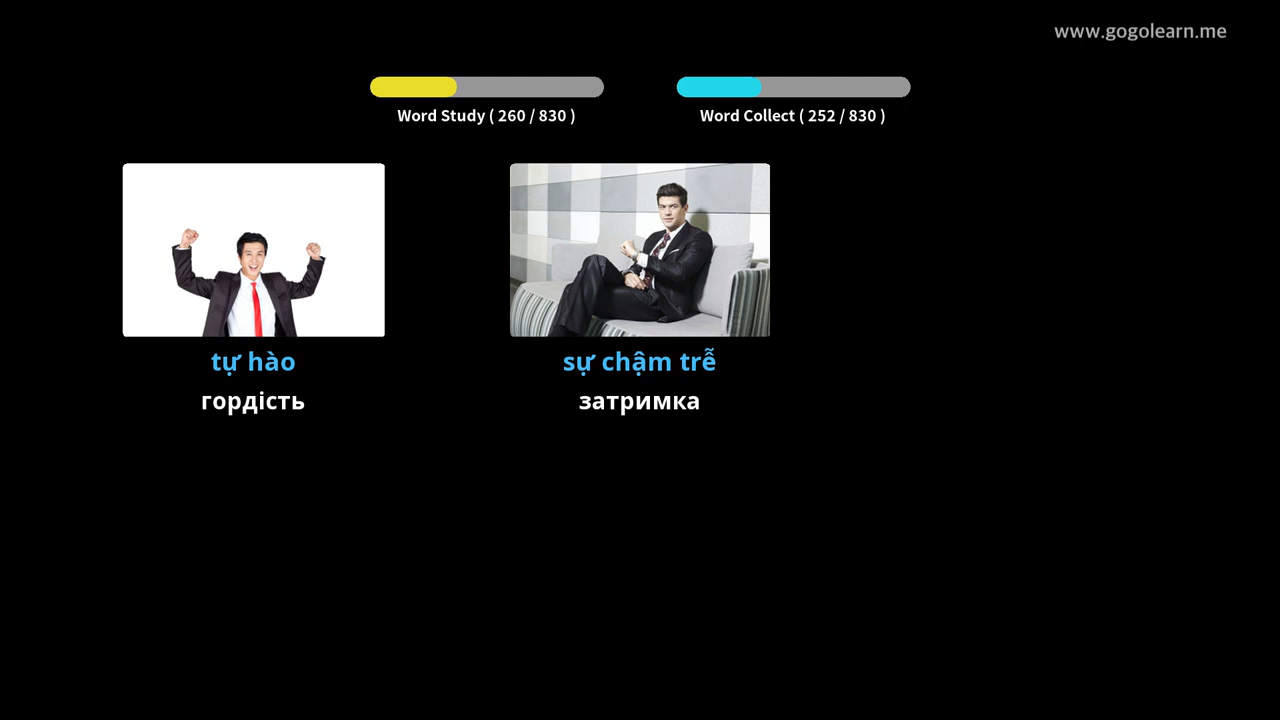 www.gogolearn.me
Word Study ( 260 / 830 )
Word Collect ( 252 / 830 )
tự hào
гордість
sự chậm trễ
затримка